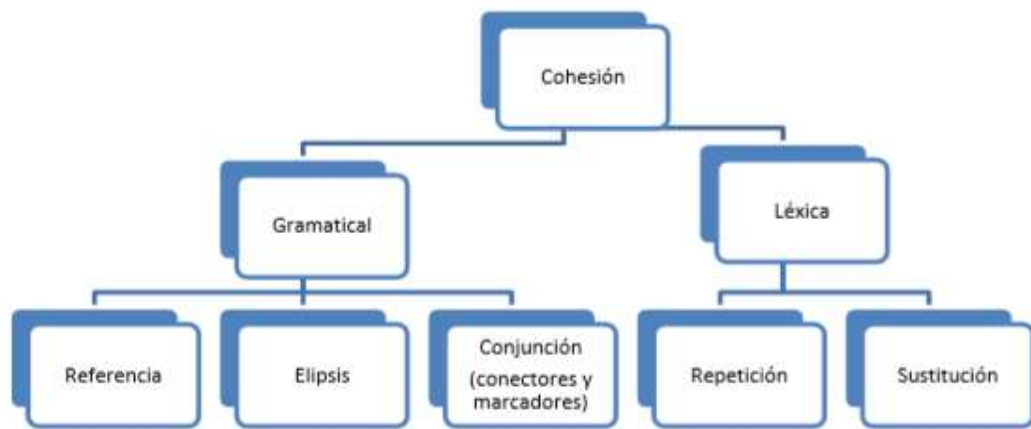 Cohesión
Gramatical
Léxica
Referencia
Elipsis
Conjunción
(conectores y
marcadores)
Repetición
Sustitución